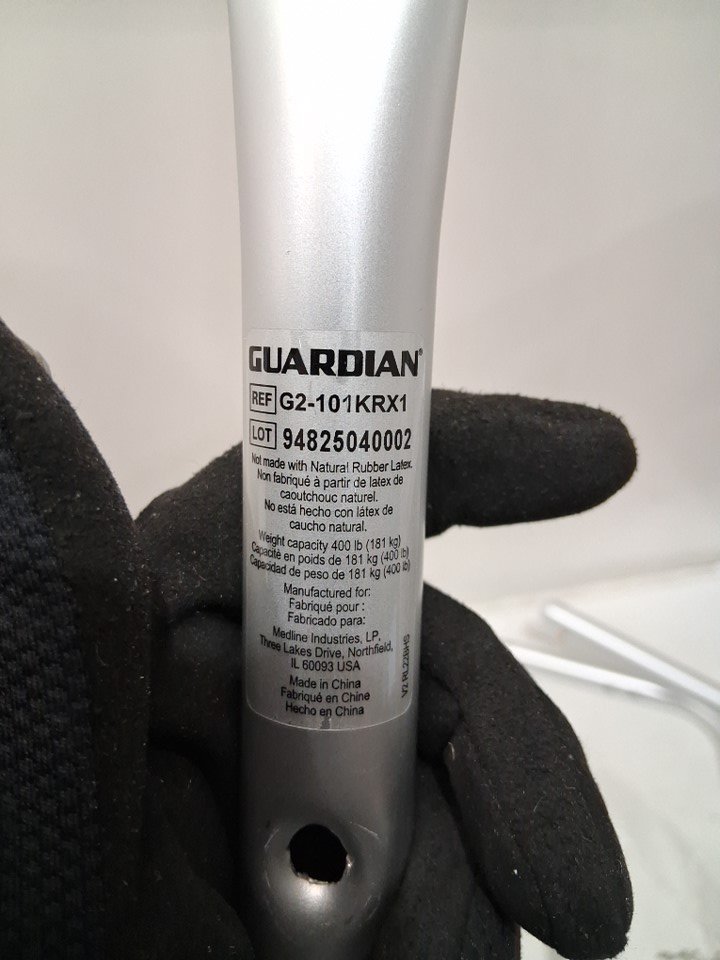 GUARDIAN®
REF G2-101KRX1
LOT 94825040002
Not made with Natural Rubber Latex.
Non fabriqué à partir de latex de
caoutchouc naturel.
No está hecho con látex de
caucho natural.
Weight capacity 400 lb (181 kg)
Capacité en poids de 181 kg (400 lb)
Capacidad de peso de 181 kg (400 lb)
Manufactured for:
Fabriqué pour :
Fabricado para:
Medline Industries, LP,
Three Lakes Drive, Northfield,
IL 60093 USA
Made in China
Fabriqué en Chine
Hecho en China
V2 RL22BHS